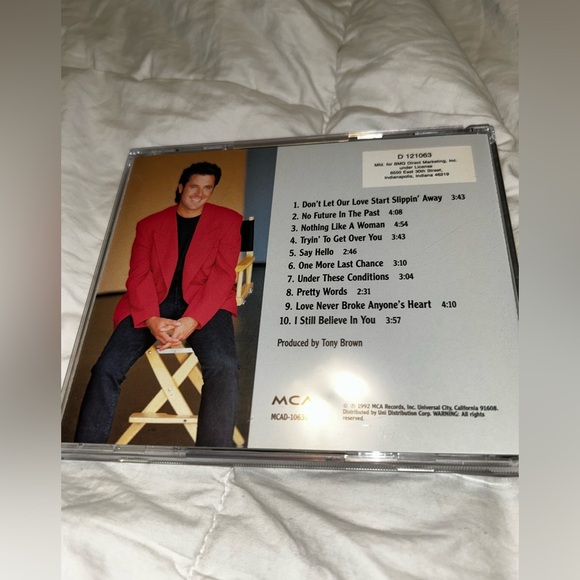 D 121063
Mfd. for BMG Direct Marketing, Inc.
under License
6550 East 30th Street,
Indianapolis, Indiana 46219
1. Don't Let Our Love Start Slippin' Away 3:43
2. No Future In The Past 4:08
3. Nothing Like A Woman 4:54
4. Tryin' To Get Over You 3:43
5. Say Hello 2:46
6. One More Last Chance 3:10
7. Under These Conditions 3:04
8. Pretty Words 2:31
9. Love Never Broke Anyone's Heart 4:10
10. I Still Believe In You 3:57
Produced by Tony Brown
MCA
© ℗ 1992 MCA Records, Inc. Universal City, California 91608.
MCAD-1063
Distributed by Uni Distribution Corp. WARNING: All rights
reserved.